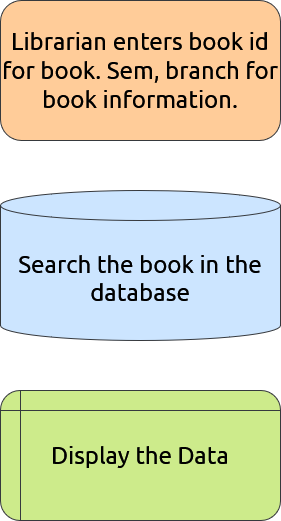 Librarian enters book id
for book. Sem, branch for
book information.
Search the book in the
database
Display the Data